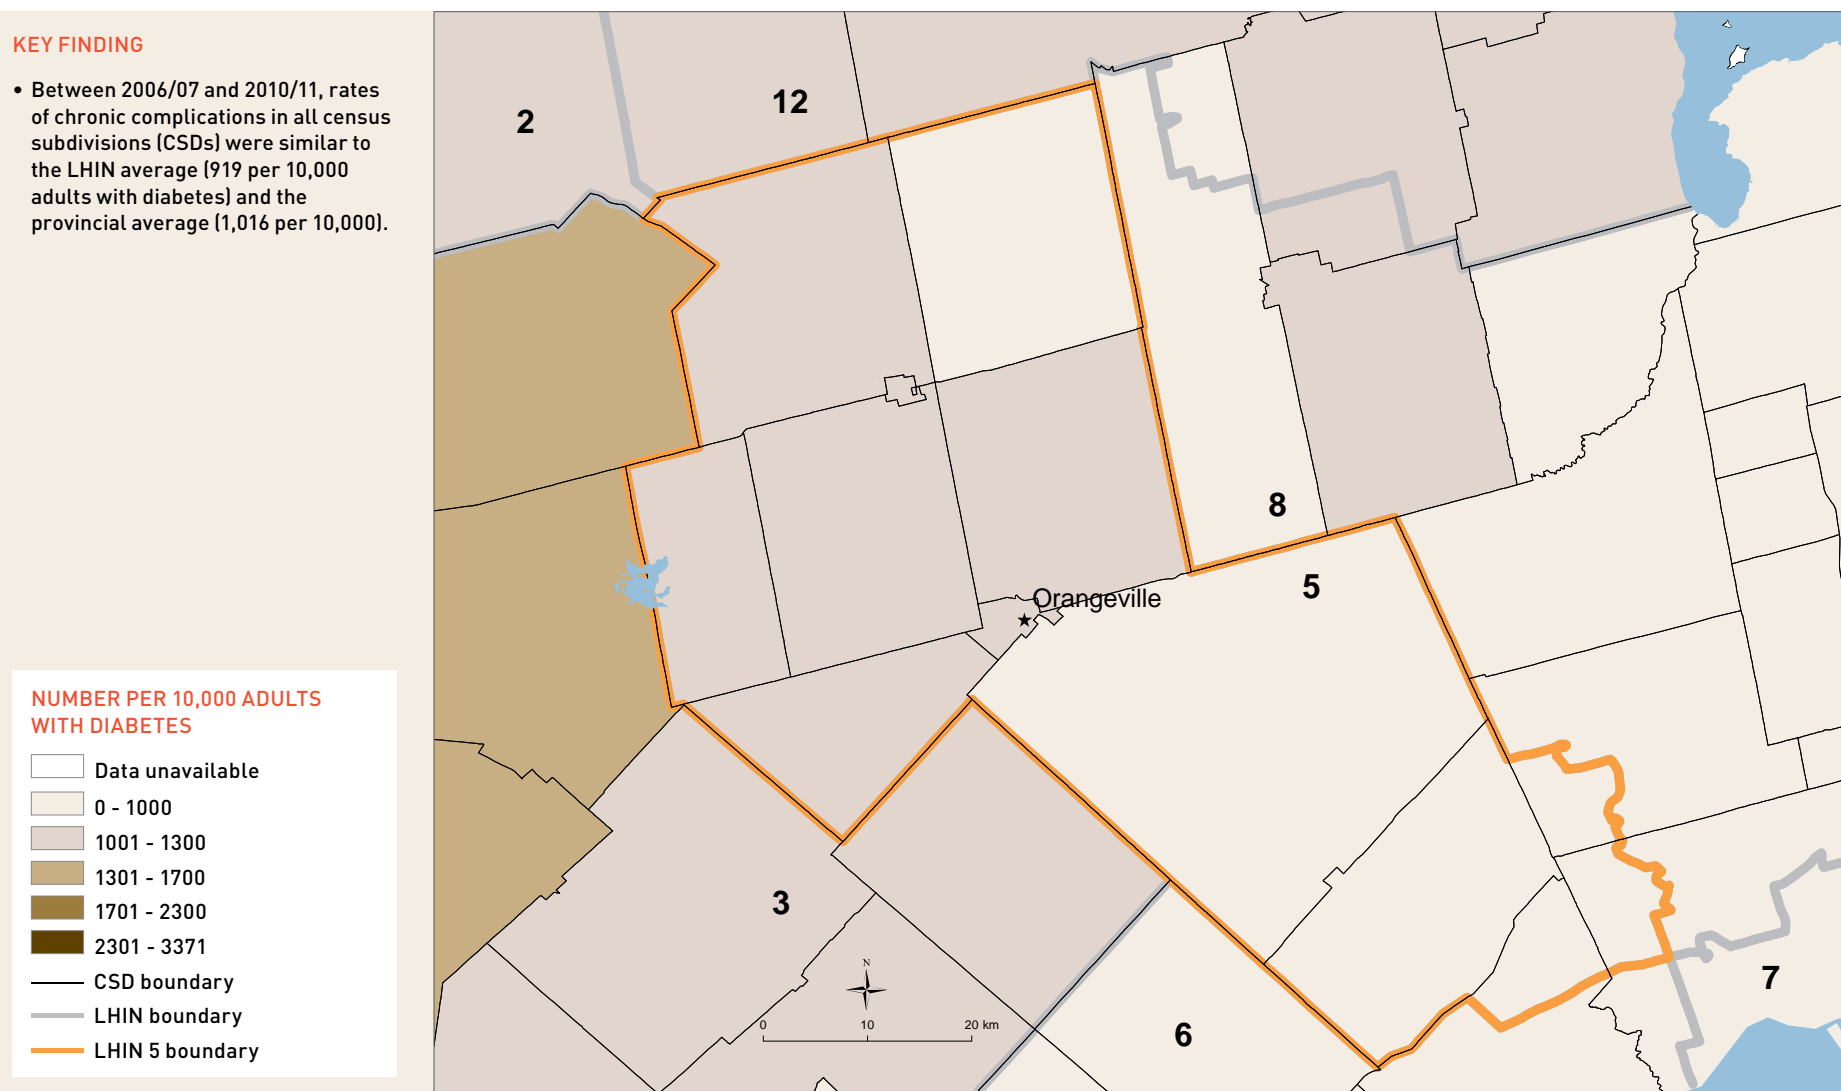 KEY FINDING
• Between 2006/07 and 2010/11, rates
of chronic complications in all census
subdivisions (CSDs) were similar to
the LHIN average (919 per 10,000
adults with diabetes) and the
provincial average (1,016 per 10,000).
NUMBER PER 10,000 ADULTS
WITH DIABETES
Data unavailable
0 - 1000
1001 - 1300
1301 - 1700
1701 - 2300
2301 - 3371
CSD boundary
LHIN boundary
LHIN 5 boundary
2
12
8
5
Orangeville
3
N
0 10 20 km
6
7